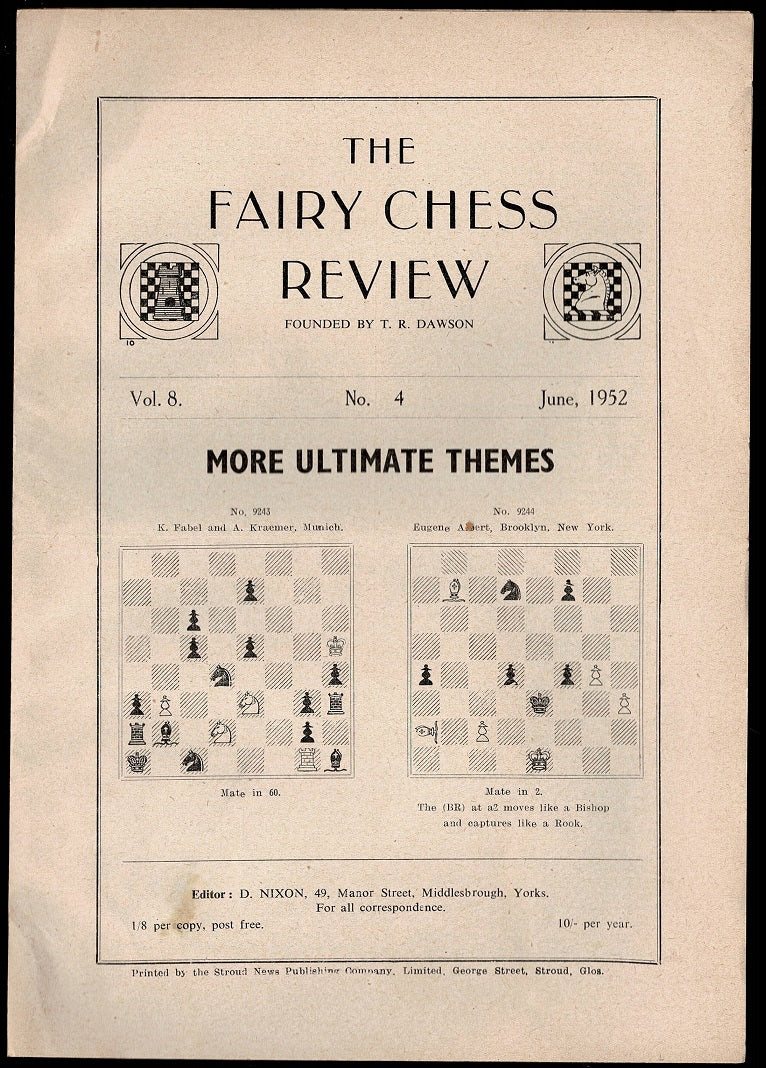 THE
FAIRY CHESS
REVIEW
FOUNDED BY T. R. DAWSON
10
Vol. 8. No. 4 June, 1952
MORE ULTIMATE THEMES
No. 9243
K. Fabel and A. Kraemer, Munich.
Mate in 60.
No. 9244
Eugene Albert, Brooklyn, New York.
Mate in 2.
The (BR) at a2 moves like a Bishop
and captures like a Rook.
Editor: D. NIXON, 49, Manor Street, Middlesbrough, Yorks.
For all correspondence.
1/8 per copy, post free. 10/- per year.
Printed by the Stroud News Publishing Company, Limited, George Street, Stroud, Glos.